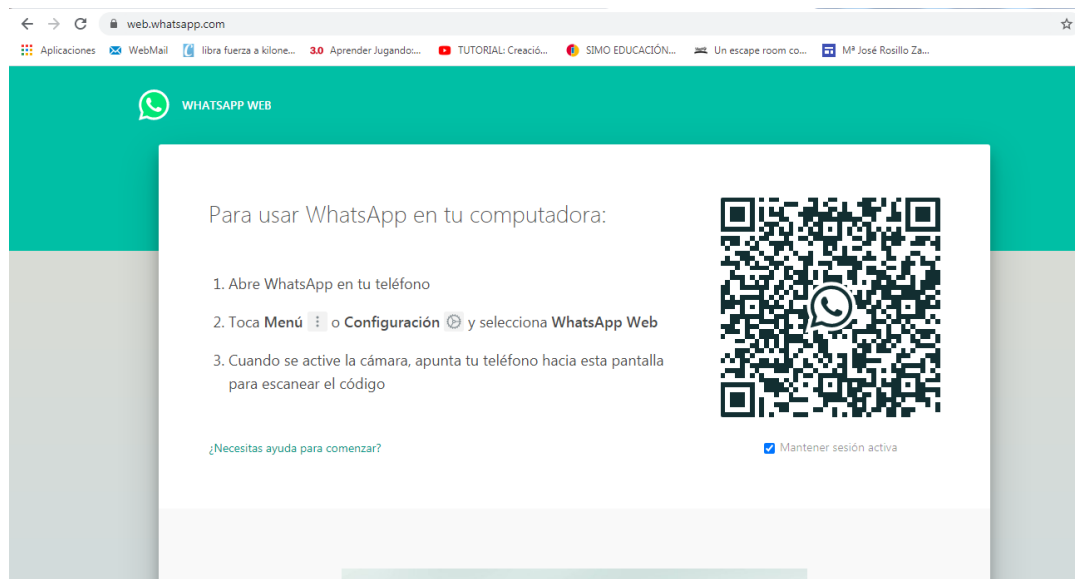 web.whatsapp.com
Aplicaciones WebMail libra fuerza a kilone... 3.0 Aprender Jugando:... TUTORIAL: Creació... SIMO EDUCACIÓN... Un escape room co... Mª José Rosillo Za...
WHATSAPP WEB
Para usar WhatsApp en tu computadora:
1. Abre WhatsApp en tu teléfono
2. Toca Menú o Configuración y selecciona WhatsApp Web
3. Cuando se active la cámara, apunta tu teléfono hacia esta pantalla
para escanear el código
¿Necesitas ayuda para comenzar?
Mantener sesión activa